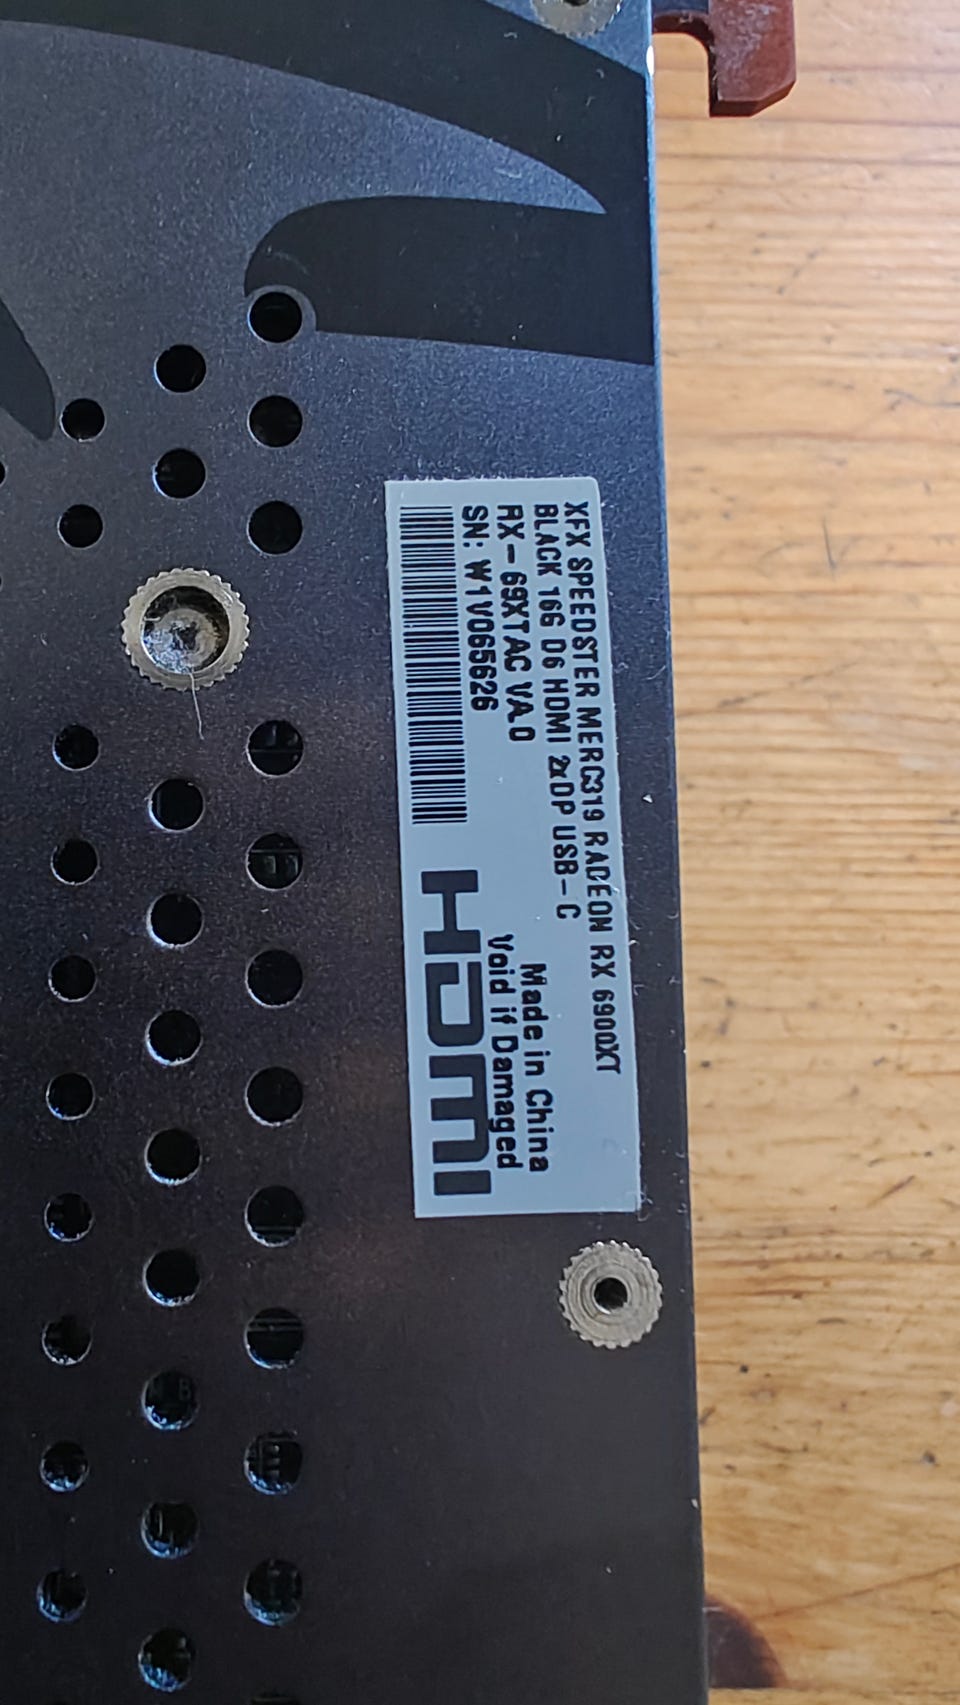 XFX SPEEDSTER MERC319 RADEON RX 6900XT
BLACK 16G D6 HDMI 2xDP USB-C
RX-69XTAC VA.0
SN: W1V065626
Made in China
Void if Damaged
HDMI